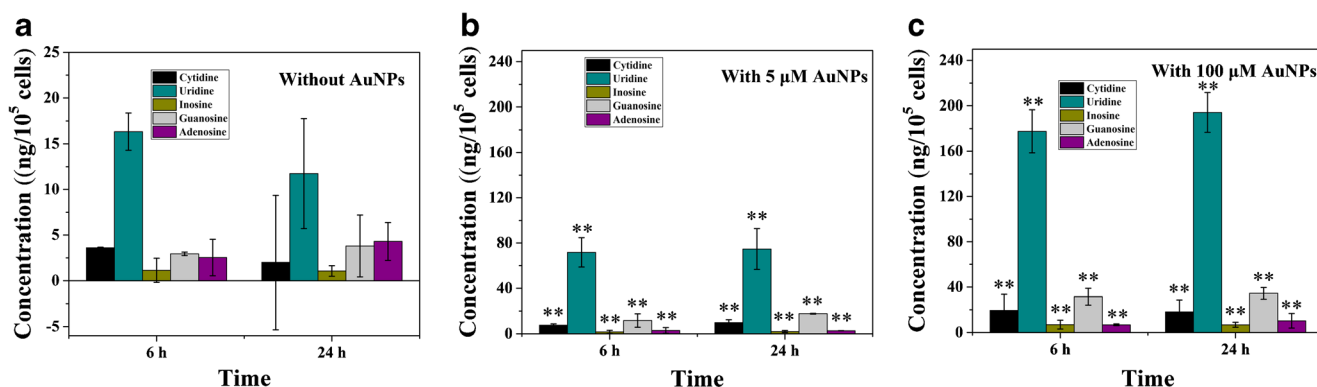 a
Concentration ((ng/10⁵ cells)
25
20
15
10
5
0
-5
Cytidine
Uridine
Inosine
Guanosine
Adenosine
Without AuNPs
6 h
24 h
Time
b
Concentration ((ng/10⁵ cells)
240
200
160
120
80
40
0
Cytidine
Uridine
Inosine
Guanosine
Adenosine
With 5 μM AuNPs
**
**
**
**
**
**
**
**
**
**
6 h
24 h
Time
c
Concentration (ng/10⁵ cells)
240
200
160
120
80
40
0
Cytidine
Uridine
Inosine
Guanosine
Adenosine
With 100 μM AuNPs
**
**
**
**
**
**
**
**
**
**
6 h
24 h
Time